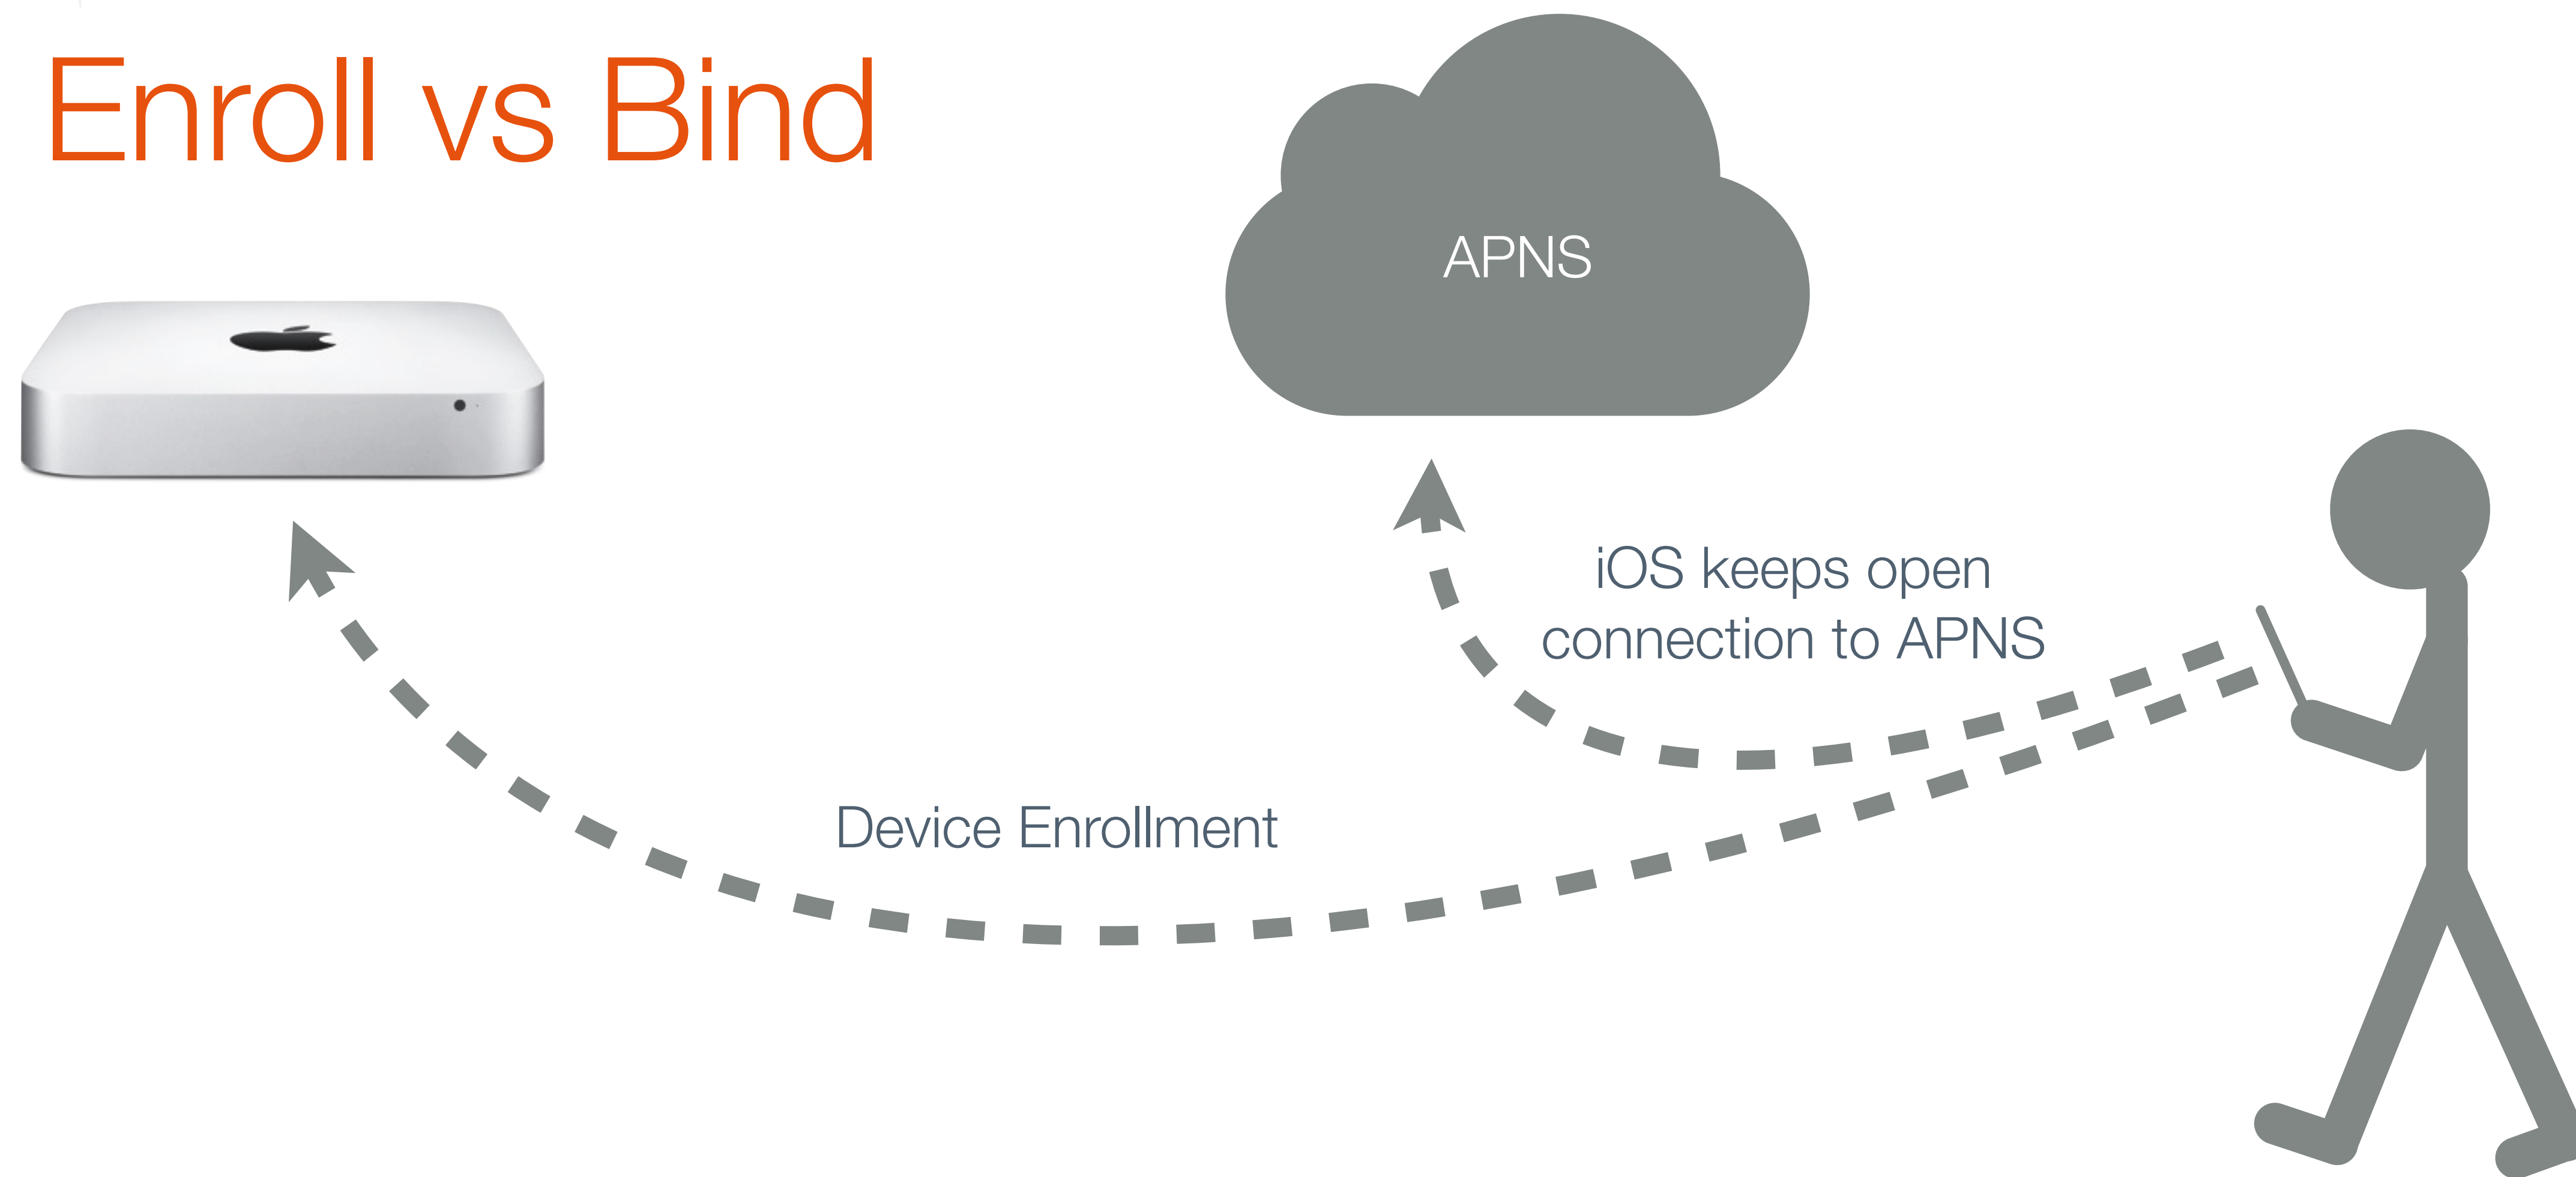 Enroll vs Bind
APNS
iOS keeps open
connection to APNS
Device Enrollment